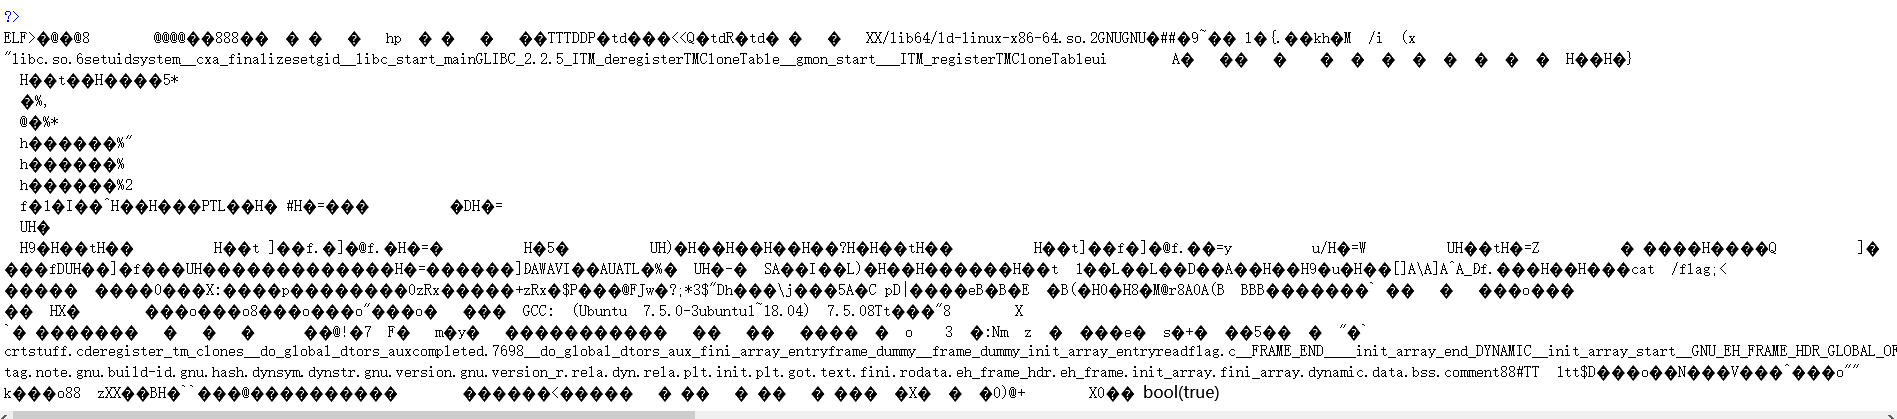 ?>
ELF>�@�@8 @@@@��888�� � � � hp � � � ��TTTDDP�td���<<Q�tdR�td� � � XX/lib64/ld-linux-x86-64.so.2GNUGNU�##�9~�� 1�{.��kh�M /i (x
"libc.so.6setuidsystem__cxa_finalizesetgid__libc_start_mainGLIBC_2.2.5_ITM_deregisterTMCloneTable__gmon_start___ITM_registerTMCloneTableui A� �� � � � � � � � � � H��H�}
H��t��H����5*
�%,
@�%*
h������%"
h������%
h������%2
f�1�I��^H��H���PTL��H� #H�=��� �DH�=
UH�
H9�H��tH�� H��t ]��f.�]�@f.�H�=� H�5� UH)�H��H��H��H��?H�H��tH�� H��t]��f�]�@f.��=y u/H�=W UH��tH�=Z � ����H����Q ]�
���fDUH��]�f���UH�������������H�=������]DAWAVI��AUATL�%� UH�-� SA��I��L)�H��H������H��t 1��L��L��D��A��H��H9�u�H��[]A\A]A^A_Df.���H��H���cat /flag;<
����� ����0���X:����p��������0zRx�����+zRx�$P���@FJw�?;*3$"Dh���\j���5A�C pD|����eB�B�E �B(�H0�H8�M@r8A0A(B BBB�������` �� � ���o���
�� HX� ���o���o8���o���o"���o� ��� GCC: (Ubuntu 7.5.0-3ubuntu1~18.04) 7.5.08Tt���"8 X
`� ������� � � � ��@!�7 F� m�y� ����������� �� �� ���� � o 3 �:Nm z � ���e� s�+� ��5�� � "�`
crtstuff.cderegister_tm_clones__do_global_dtors_auxcompleted.7698__do_global_dtors_aux_fini_array_entryframe_dummy__frame_dummy_init_array_entryreadflag.c__FRAME_END____init_array_end_DYNAMIC__init_array_start__GNU_EH_FRAME_HDR_GLOBAL_OF
tag.note.gnu.build-id.gnu.hash.dynsym.dynstr.gnu.version.gnu.version_r.rela.dyn.rela.plt.init.plt.got.text.fini.rodata.eh_frame_hdr.eh_frame.init_array.fini_array.dynamic.data.bss.comment88#TT 1tt$D���o��N���V���^���o""
k���o88 zXX��BH�``���@���������� ������<����� � �� � �� � ��� �X� � �0)@+ X0�� bool(true)